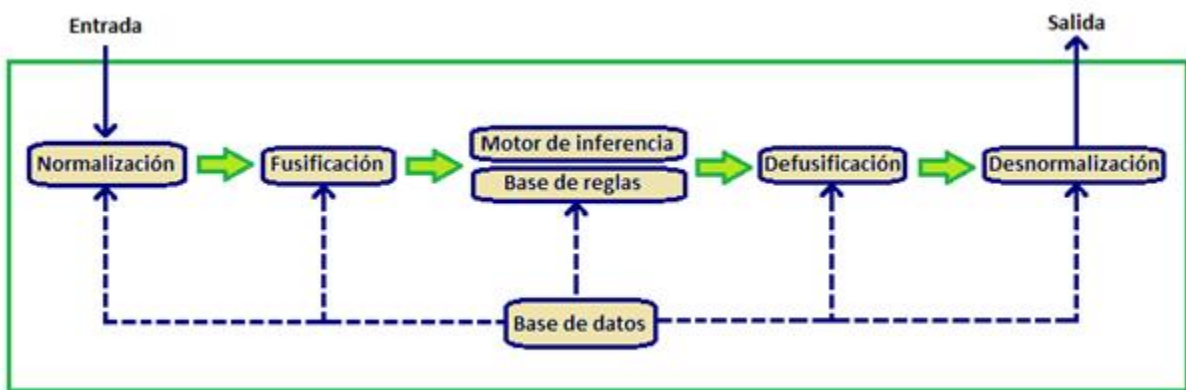 Entrada
Salida
Normalización
Fusificación
Motor de inferencia
Base de reglas
Defusificación
Desnormalización
Base de datos